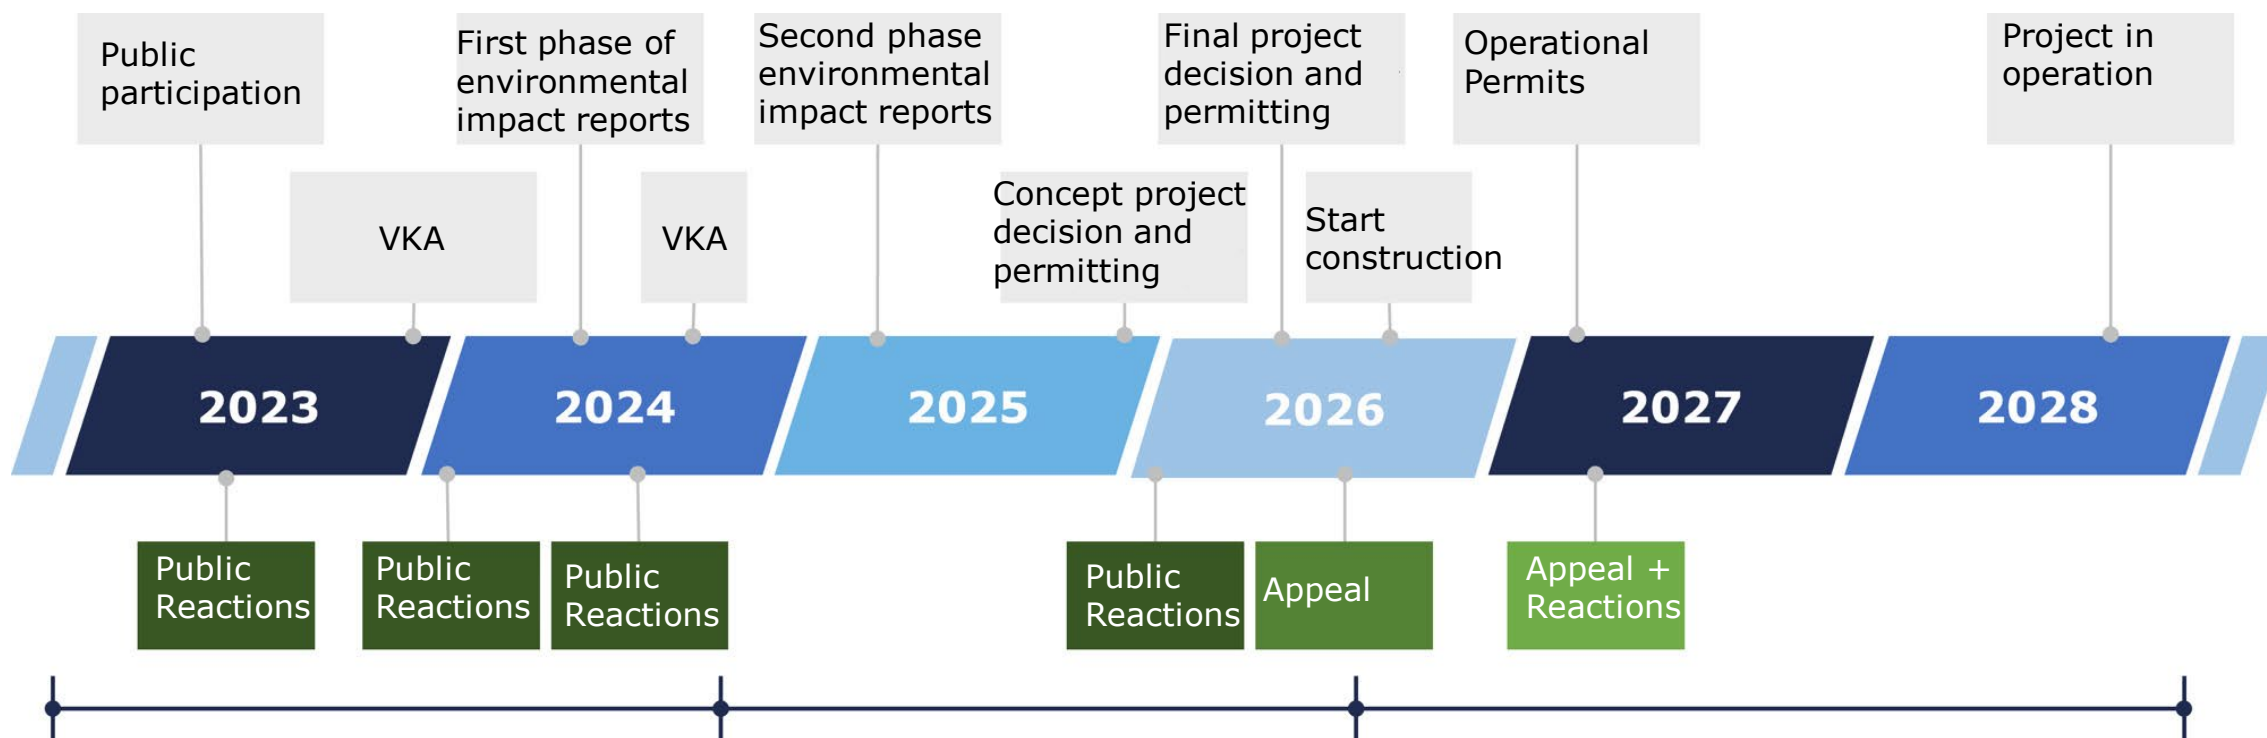 Public
participation
First phase of
environmental
impact reports
Second phase
environmental
impact reports
Final project
decision and
permitting
Operational
Permits
Project in
operation
VKA
VKA
Concept project
decision and
permitting
Start
construction
2023
2024
2025
2026
2027
2028
Public
Reactions
Public
Reactions
Public
Reactions
Public
Reactions
Appeal
Appeal +
Reactions